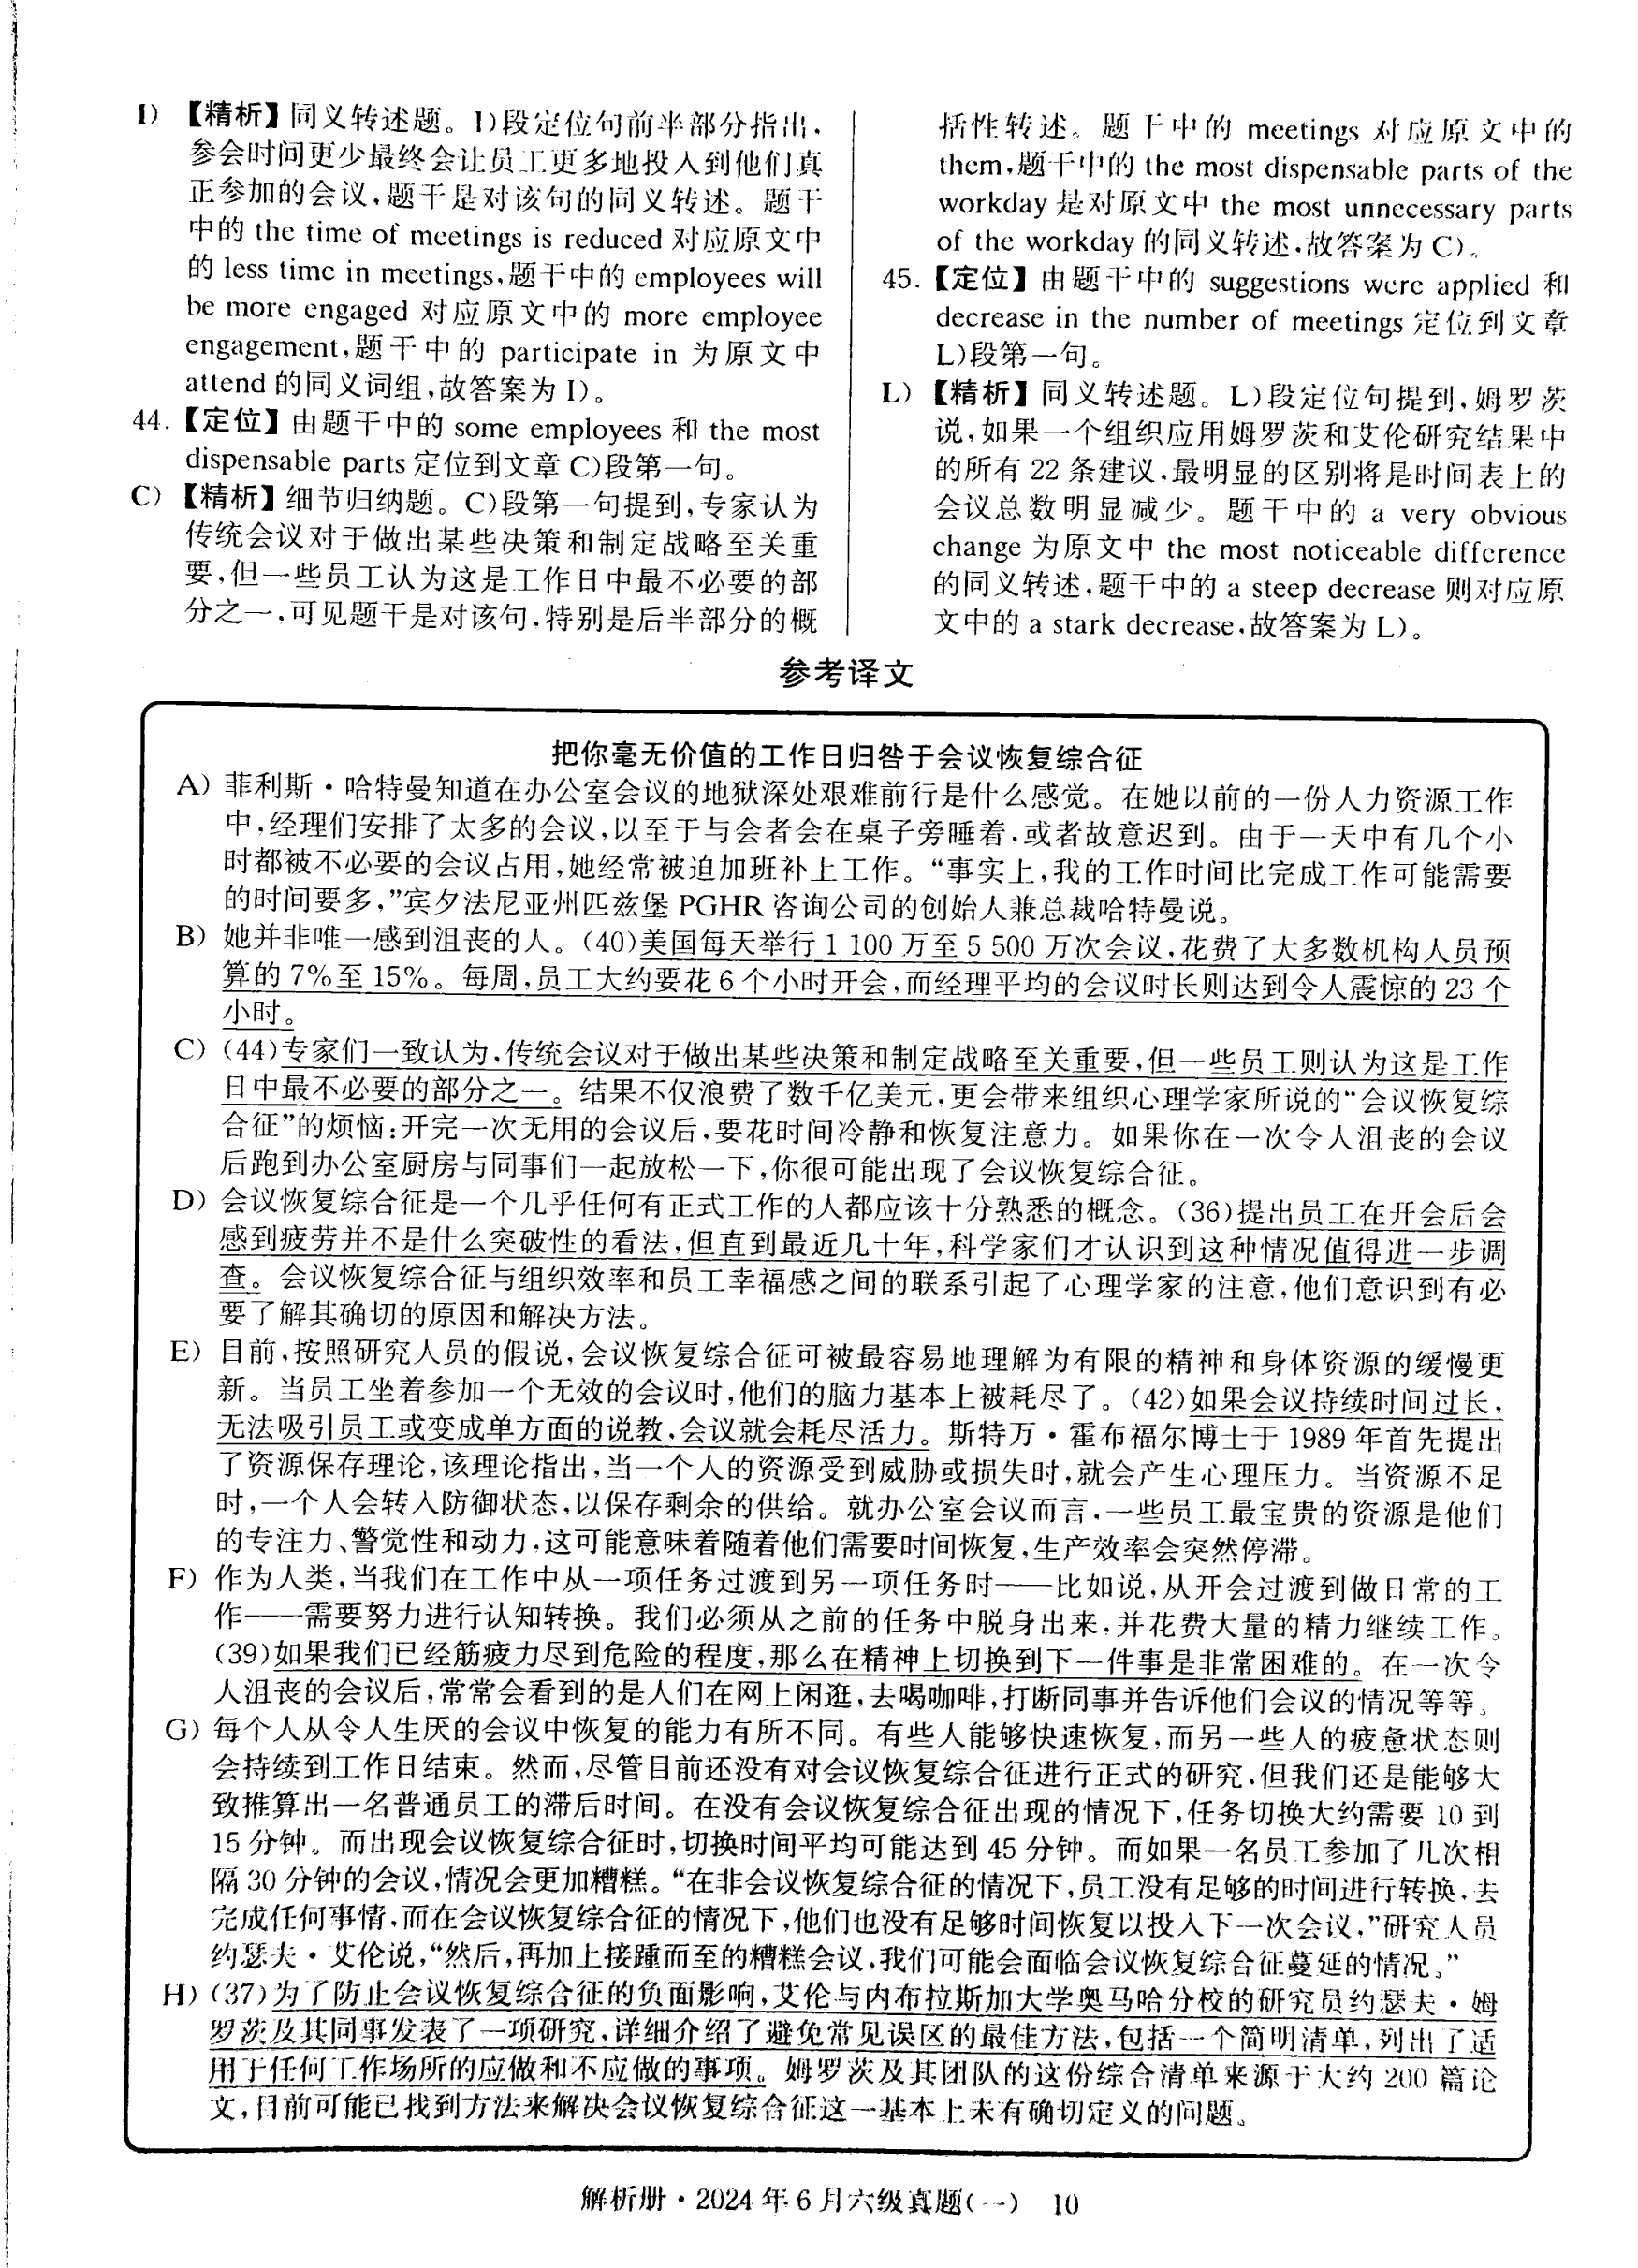 I) 【精析】同义转述题。I)段定位句前半部分指出,
参会时间更少最终会让员工更多地投入到他们真
正参加的会议,题干是对该句的同义转述。题干
中的 the time of meetings is reduced 对应原文中
的 less time in meetings,题干中的 employees will
be more engaged 对应原文中的 more employee
engagement,题干中的 participate in 为原文中
attend 的同义词组,故答案为 I)。
44.【定位】由题干中的 some employees 和 the most
dispensable parts 定位到文章 C)段第一句。
C) 【精析】细节归纳题。C)段第一句提到,专家认为
传统会议对于做出某些决策和制定战略至关重
要,但一些员工认为这是工作日中最不必要的部
分之一,可见题干是对该句,特别是后半部分的概
括性转述。题干中的 meetings 对应原文中的
them,题干中的 the most dispensable parts of the
workday 是对原文中 the most unnecessary parts
of the workday 的同义转述,故答案为 C)。
45.【定位】由题干中的 suggestions were applied 和
decrease in the number of meetings 定位到文章
L)段第一句。
L) 【精析】同义转述题。L)段定位句提到,姆罗茨
说,如果一个组织应用姆罗茨和艾伦研究结果中
的所有 22 条建议,最明显的区别将是时间表上的
会议总数明显减少。题干中的 a very obvious
change 为原文中 the most noticeable difference
的同义转述,题干中的 a steep decrease 则对应原
文中的 a stark decrease,故答案为 L)。
参考译文
把你毫无价值的工作日归咎于会议恢复综合征
A) 菲利斯·哈特曼知道在办公室会议的地狱深处艰难前行是什么感觉。在她以前的一份人力资源工作
中,经理们安排了太多的会议,以至于与会者会在桌子旁睡着,或者故意迟到。由于一天中有几个小
时都被不必要的会议占用,她经常被迫加班补上工作。“事实上,我的工作时间比完成工作可能需要
的时间要多,”宾夕法尼亚州匹兹堡 PGHR 咨询公司的创始人兼总裁哈特曼说。
B) 她并非唯一感到沮丧的人。(40)美国每天举行 1 100 万至 5 500 万次会议,花费了大多数机构人员预
算的 7%至 15%。每周,员工大约要花 6 个小时开会,而经理平均的会议时长则达到令人震惊的 23 个
小时。
C) (44)专家们一致认为,传统会议对于做出某些决策和制定战略至关重要,但一些员工则认为这是工作
日中最不必要的部分之一。结果不仅浪费了数千亿美元,更会带来组织心理学家所说的“会议恢复综
合征”的烦恼:开完一次无用的会议后,要花时间冷静和恢复注意力。如果你在一次令人沮丧的会议
后跑到办公室厨房与同事们一起放松一下,你很可能出现了会议恢复综合征。
D) 会议恢复综合征是一个几乎任何有正式工作的人都应该十分熟悉的概念。(36)提出员工在开会后会
感到疲劳并不是什么突破性的看法,但直到最近几十年,科学家们才认识到这种情况值得进一步调
查。会议恢复综合征与组织效率和员工幸福感之间的联系引起了心理学家的注意,他们意识到有必
要了解其确切的原因和解决方法。
E) 目前,按照研究人员的假说,会议恢复综合征可被最容易地理解为有限的精神和身体资源的缓慢更
新。当员工坐着参加一个无效的会议时,他们的脑力基本上被耗尽了。(42)如果会议持续时间过长,
无法吸引员工或变成单方面的说教,会议就会耗尽活力。斯特万·霍布福尔博士于 1989 年首先提出
了资源保存理论,该理论指出,当一个人的资源受到威胁或损失时,就会产生心理压力。当资源不足
时,一个人会转入防御状态,以保存剩余的供给。就办公室会议而言,一些员工最宝贵的资源是他们
的专注力、警觉性和动力,这可能意味着随着他们需要时间恢复,生产效率会突然停滞。
F) 作为人类,当我们在工作中从一项任务过渡到另一项任务时——比如说,从开会过渡到做日常的工
作——需要努力进行认知转换。我们必须从之前的任务中脱身出来,并花费大量的精力继续工作。
(39)如果我们已经筋疲力尽到危险的程度,那么在精神上切换到下一件事是非常困难的。在一次令
人沮丧的会议后,常常会看到的是人们在网上闲逛,去喝咖啡,打断同事并告诉他们会议的情况等等。
G) 每个人从令人生厌的会议中恢复的能力有所不同。有些人能够快速恢复,而另一些人的疲惫状态则
会持续到工作日结束。然而,尽管目前还没有对会议恢复综合征进行正式的研究,但我们还是能够大
致推算出一名普通员工的滞后时间。在没有会议恢复综合征出现的情况下,任务切换大约需要 10 到
15 分钟。而出现会议恢复综合征时,切换时间平均可能达到 45 分钟。而如果一名员工参加了几次相
隔 30 分钟的会议,情况会更加糟糕。“在非会议恢复综合征的情况下,员工没有足够的时间进行转换,去
完成任何事情,而在会议恢复综合征的情况下,他们也没有足够时间恢复以投入下一次会议,”研究人员
约瑟夫·艾伦说,“然后,再加上接踵而至的糟糕会议,我们可能会面临会议恢复综合征蔓延的情况。”
H) (37)为了防止会议恢复综合征的负面影响,艾伦与内布拉斯加大学奥马哈分校的研究员约瑟夫·姆
罗茨及其同事发表了一项研究,详细介绍了避免常见误区的最佳方法,包括一个简明清单,列出了适
用于任何工作场所的应做和不应做的事项。姆罗茨及其团队的这份综合清单来源于大约 200 篇论
文,目前可能已找到方法来解决会议恢复综合征这一基本上未有确切定义的问题。
解析册·2024 年 6 月六级真题(一) 10